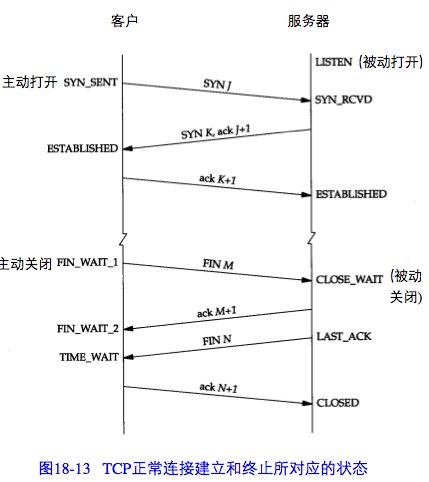 客户
服务器
LISTEN (被动打开)
主动打开 SYN_SENT
SYN J
SYN_RCVD
SYN K, ack J+1
ESTABLISHED
ack K+1
ESTABLISHED
主动关闭 FIN_WAIT_1
FIN M
CLOSE_WAIT (被动
关闭)
ack M+1
FIN_WAIT_2
FIN N
LAST_ACK
TIME_WAIT
ack N+1
CLOSED
图18-13 TCP正常连接建立和终止所对应的状态